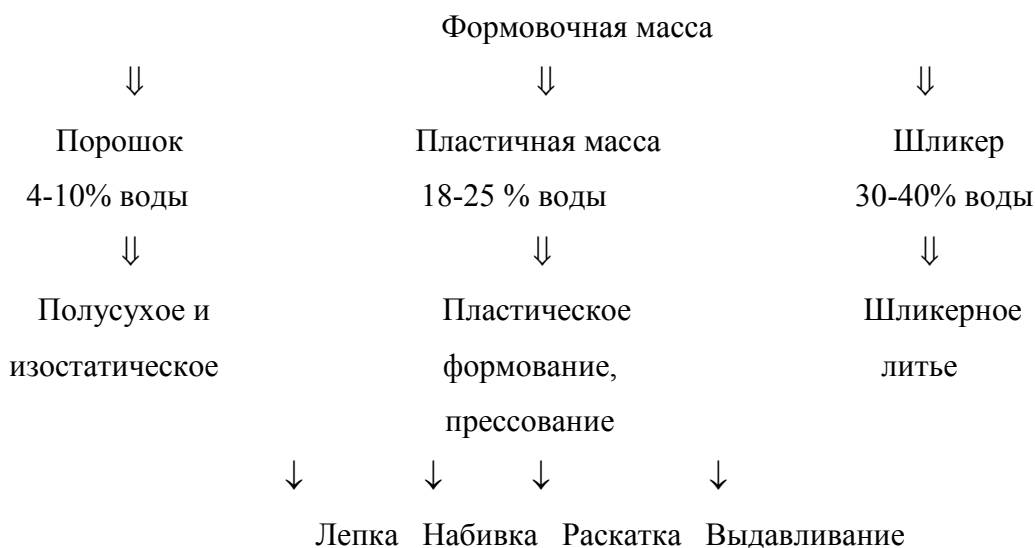 Формовочная масса
⇓ ⇓ ⇓
Порошок Пластичная масса Шликер
4-10% воды 18-25 % воды 30-40% воды
⇓ ⇓ ⇓
Полусухое и Пластическое Шликерное
изостатическое формование, литье
прессование
↓ ↓ ↓ ↓
Лепка Набивка Раскатка Выдавливание